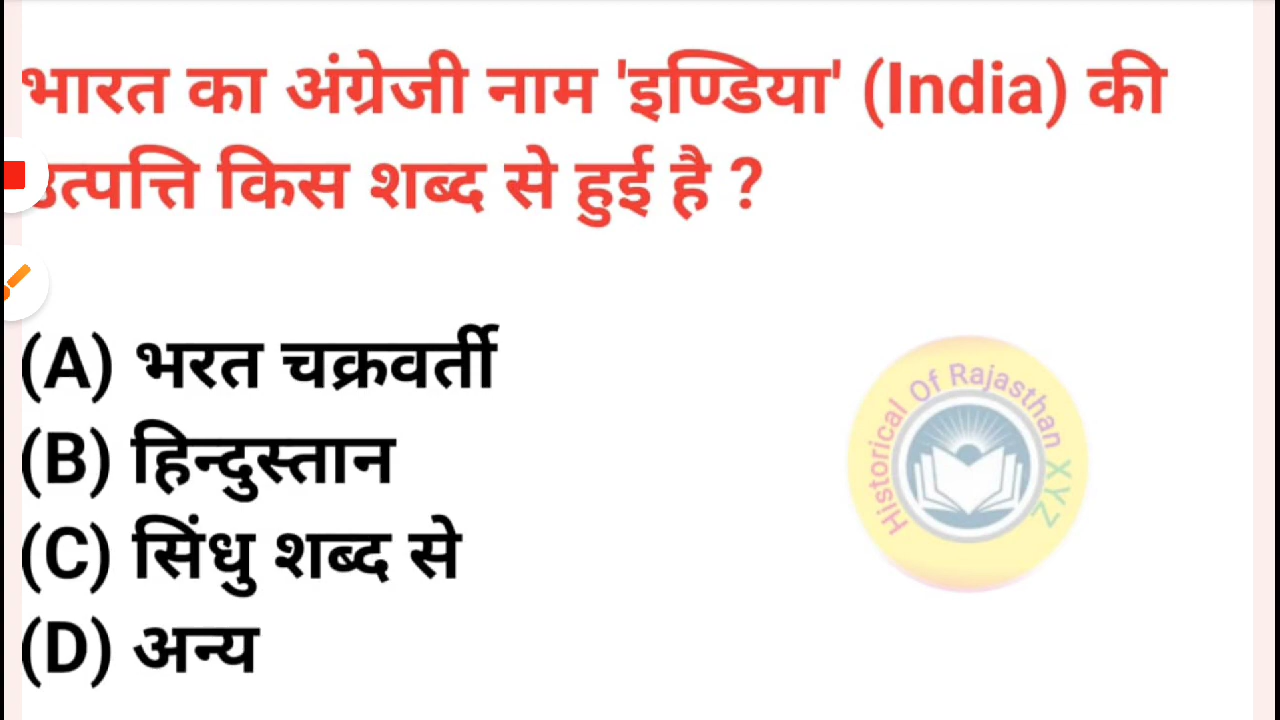 भारत का अंग्रेजी नाम 'इण्डिया' (India) की
उत्पत्ति किस शब्द से हुई है ?
(A) भरत चक्रवर्ती
(B) हिन्दुस्तान
(C) सिंधु शब्द से
(D) अन्य
Historical Of Rajasthan XYZ